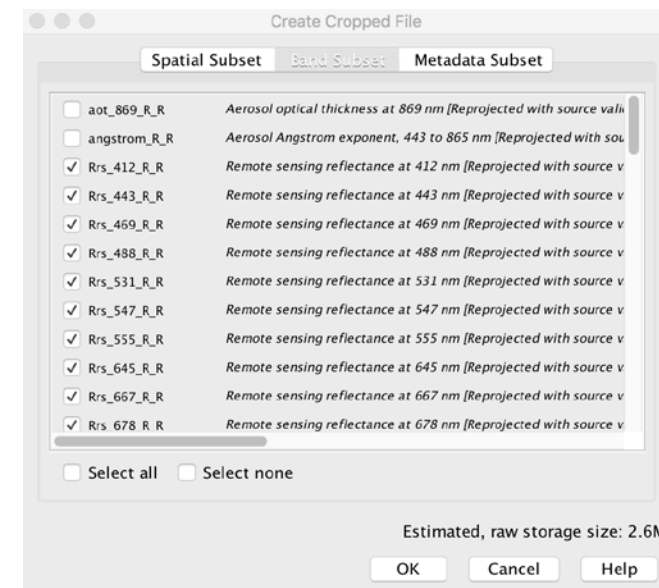 Create Cropped File
Spatial Subset Band Subset Metadata Subset
aot_869_R_R Aerosol optical thickness at 869 nm [Reprojected with source valid
angstrom_R_R Aerosol Angstrom exponent, 443 to 865 nm [Reprojected with sou
Rrs_412_R_R Remote sensing reflectance at 412 nm [Reprojected with source v
Rrs_443_R_R Remote sensing reflectance at 443 nm [Reprojected with source v
Rrs_469_R_R Remote sensing reflectance at 469 nm [Reprojected with source v
Rrs_488_R_R Remote sensing reflectance at 488 nm [Reprojected with source v
Rrs_531_R_R Remote sensing reflectance at 531 nm [Reprojected with source v
Rrs_547_R_R Remote sensing reflectance at 547 nm [Reprojected with source v
Rrs_555_R_R Remote sensing reflectance at 555 nm [Reprojected with source v
Rrs_645_R_R Remote sensing reflectance at 645 nm [Reprojected with source v
Rrs_667_R_R Remote sensing reflectance at 667 nm [Reprojected with source v
Rrs_678_R_R Remote sensing reflectance at 678 nm [Reprojected with source v
Select all Select none
Estimated, raw storage size: 2.6M
OK Cancel Help